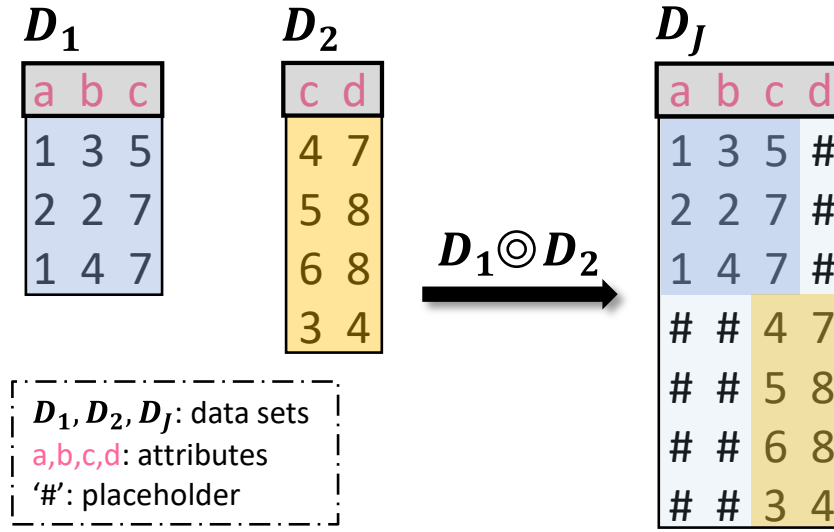 D₁ D₂ D_J
a b c c d a b c d
1 3 5 4 7 1 3 5 #
2 2 7 5 8 2 2 7 #
1 4 7 6 8 1 4 7 #
3 4 # # 4 7
D₁⊚D₂
# # 5 8
# # 6 8
# # 3 4
D₁, D₂, D_J: data sets
a,b,c,d: attributes
‘#’: placeholder